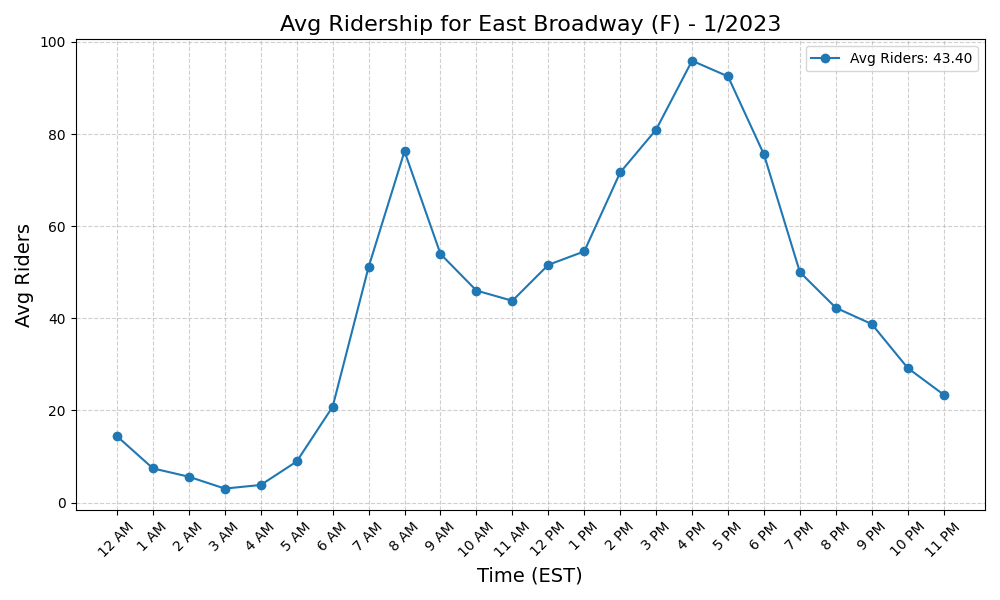 Avg Ridership for East Broadway (F) - 1/2023
Avg Riders: 43.40
Avg Riders
100
80
60
40
20
0
12 AM
1 AM
2 AM
3 AM
4 AM
5 AM
6 AM
7 AM
8 AM
9 AM
10 AM
11 AM
12 PM
1 PM
2 PM
3 PM
4 PM
5 PM
6 PM
7 PM
8 PM
9 PM
10 PM
11 PM
Time (EST)